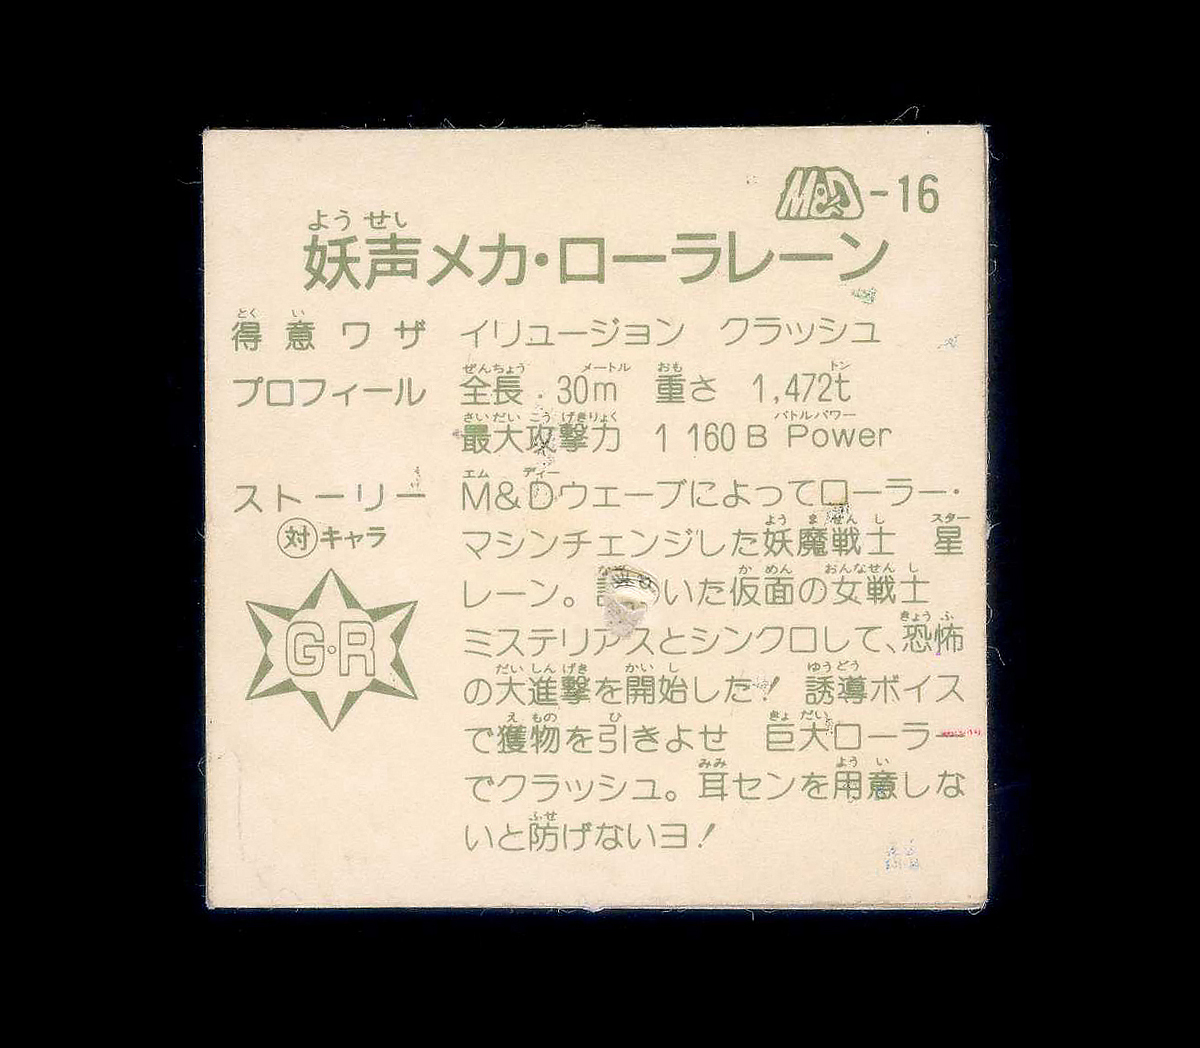 M&D-16
ようせい
妖声メカ・ローラレーン
とく い
得意ワザ イリュージョン クラッシュ
ぜんちょう メートル おも トン
プロフィール 全長.30m 重さ 1,472t
さいだいこうげきりょく バトルパワー
最大攻撃力 1160B Power
エム ディー
ストーリー M&Dウェーブによってローラー・
ようませんし スター
対キャラ マシンチェンジした妖魔戦士 星
かめん おんなせんし
レーン。 いた仮面の女戦士
きょうふ
ミステリアスとシンクロして、恐怖
だいしんげき かいし ゆうどう
G・R の大進撃を開始した! 誘導ボイス
えもの ひ きょだい
で獲物を引きよせ 巨大ローラー
みみ ようい
でクラッシュ。耳センを用意しな
ふせ
いと防げないヨ!